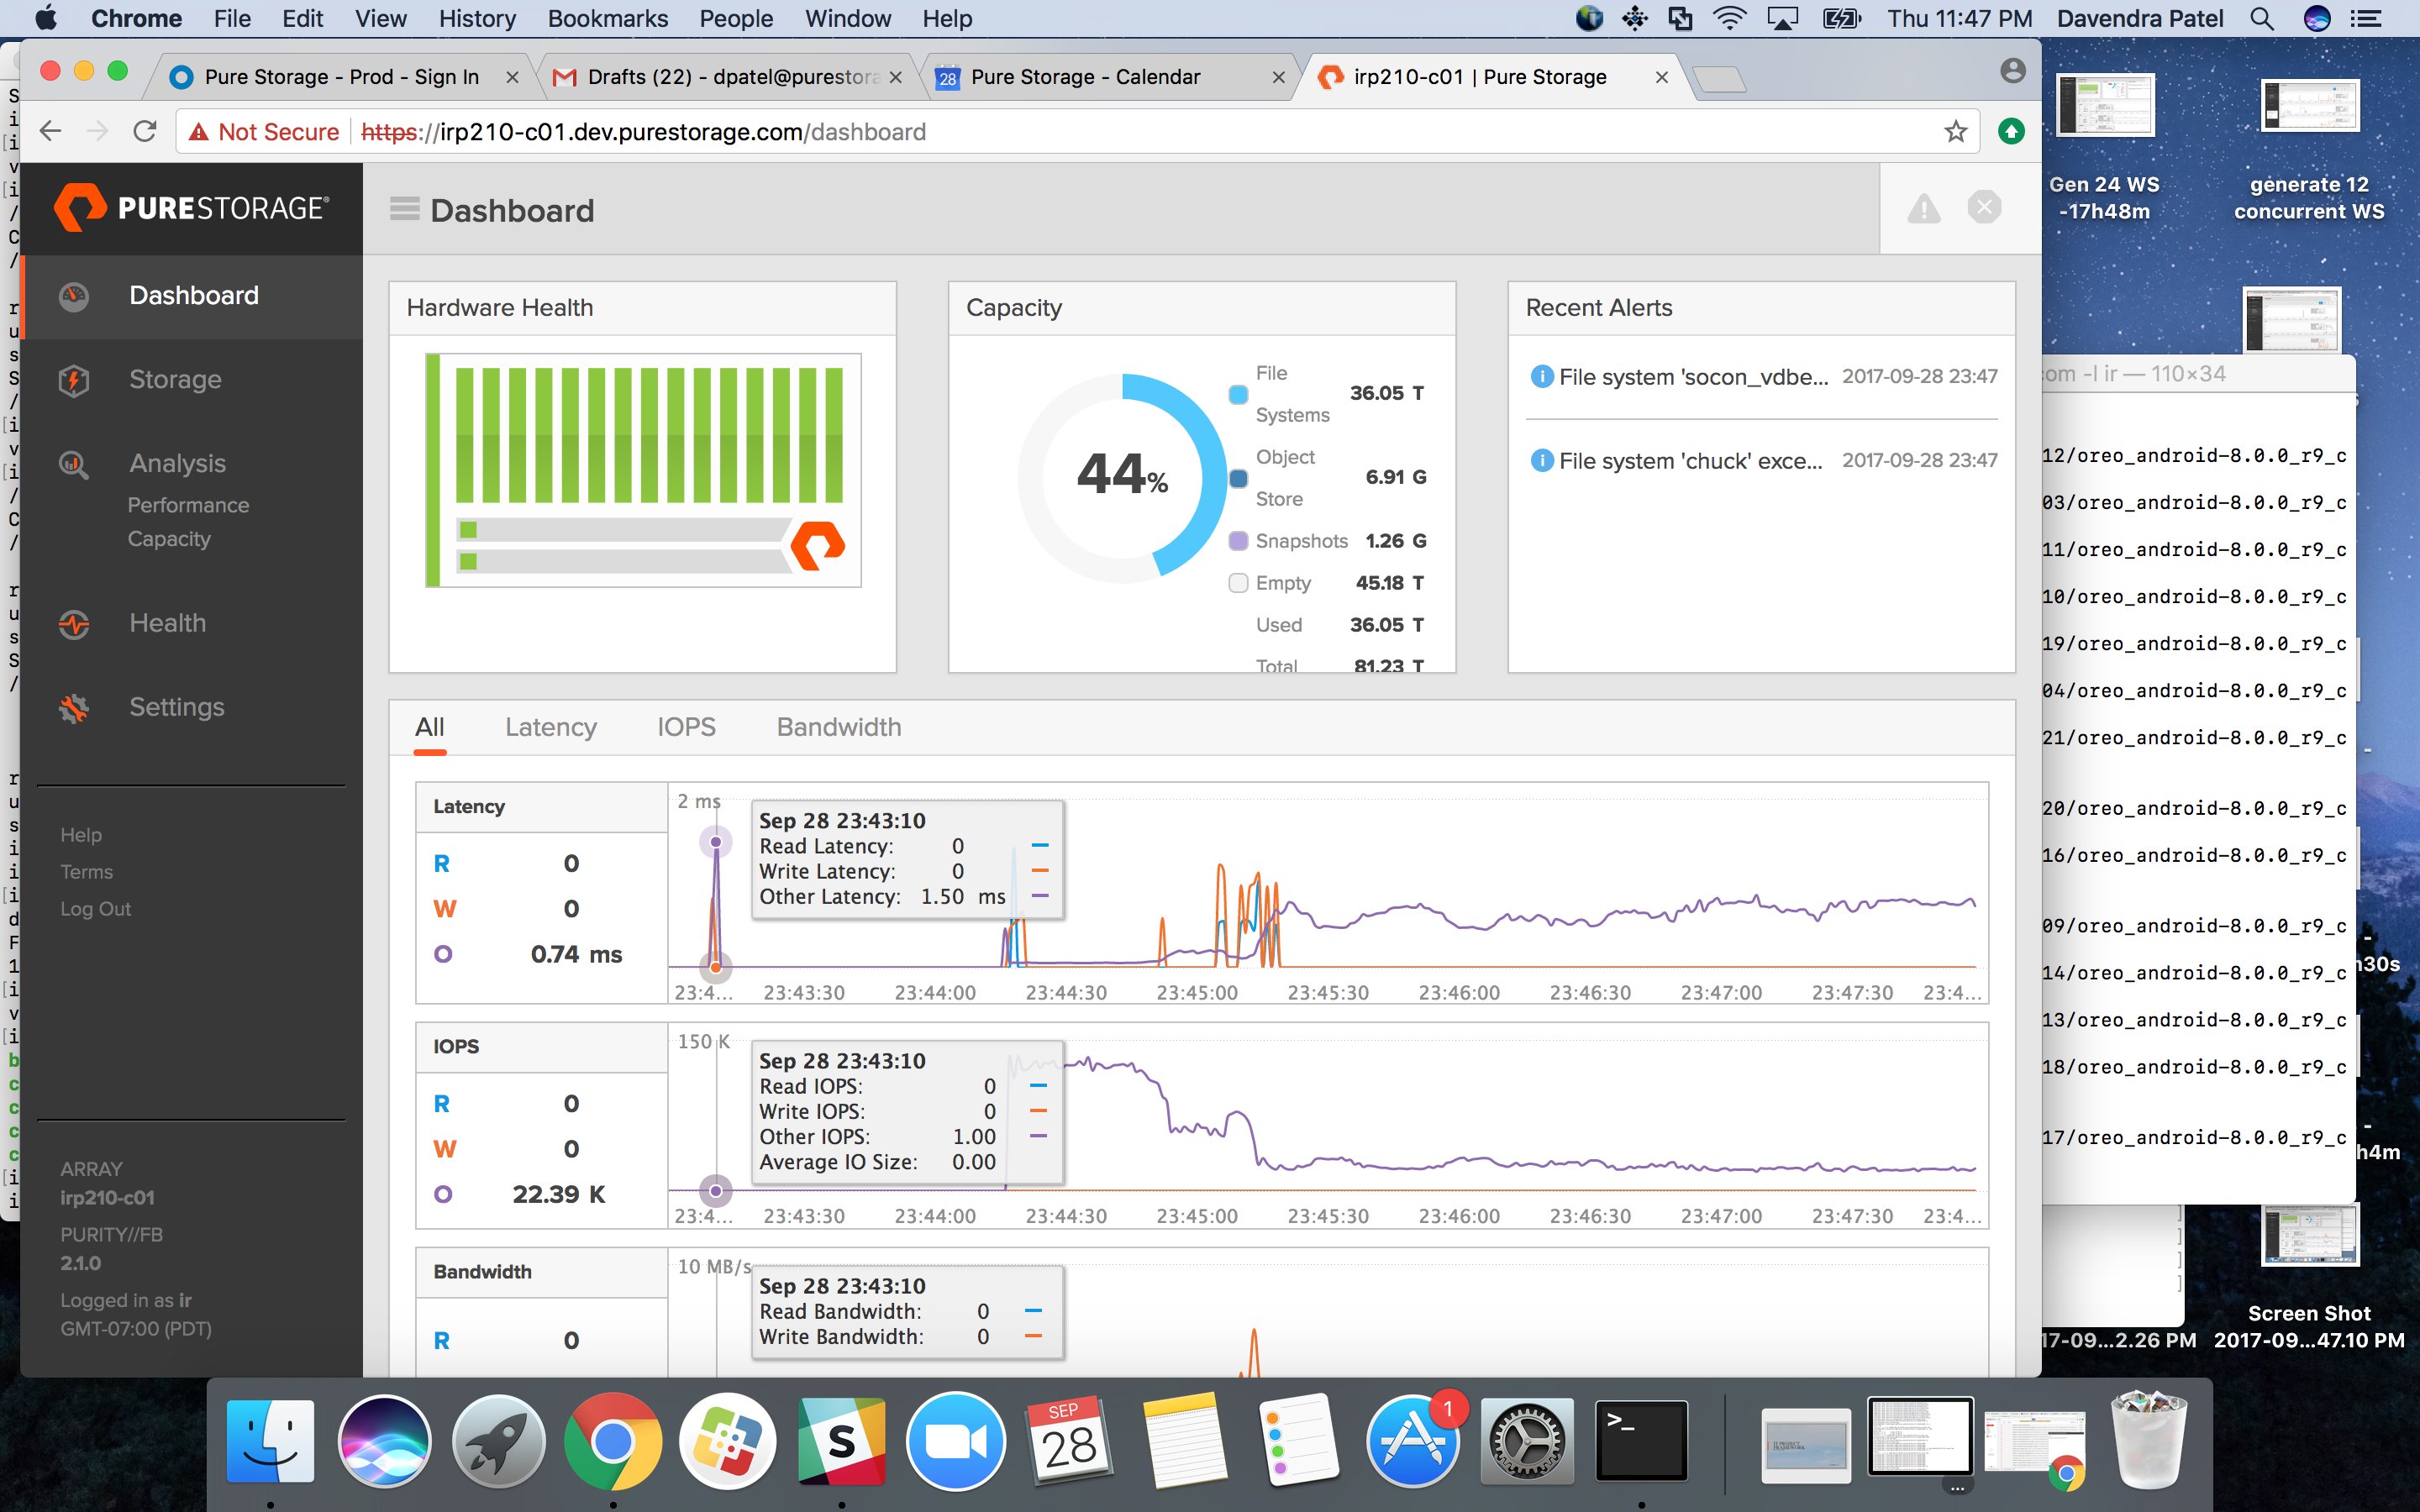 Chrome File Edit View History Bookmarks People Window Help Thu 11:47 PM Davendra Patel
Pure Storage - Prod - Sign In
Drafts (22) - dpatel@purestora
28 Pure Storage - Calendar
irp210-c01 | Pure Storage
Not Secure https://irp210-c01.dev.purestorage.com/dashboard
PURESTORAGE®
Dashboard
Storage
Analysis
Performance
Capacity
Health
Settings
Help
Terms
Log Out
ARRAY
irp210-c01
PURITY//FB
2.1.0
Logged in as ir
GMT-07:00 (PDT)
Dashboard
Hardware Health
Capacity
44%
File Systems 36.05 T
Object Store 6.91 G
Snapshots 1.26 G
Empty 45.18 T
Used 36.05 T
Total 81.23 T
Recent Alerts
File system 'socon_vdbe... 2017-09-28 23:47
File system 'chuck' exce... 2017-09-28 23:47
All Latency IOPS Bandwidth
Latency
R 0
W 0
O 0.74 ms
2 ms
Sep 28 23:43:10
Read Latency: 0
Write Latency: 0
Other Latency: 1.50 ms
23:4... 23:43:30 23:44:00 23:44:30 23:45:00 23:45:30 23:46:00 23:46:30 23:47:00 23:47:30 23:4...
IOPS
R 0
W 0
O 22.39 K
150 K
Sep 28 23:43:10
Read IOPS: 0
Write IOPS: 0
Other IOPS: 1.00
Average IO Size: 0.00
23:4... 23:43:30 23:44:00 23:44:30 23:45:00 23:45:30 23:46:00 23:46:30 23:47:00 23:47:30 23:4...
Bandwidth
R 0
10 MB/s
Sep 28 23:43:10
Read Bandwidth: 0
Write Bandwidth: 0
Gen 24 WS
-17h48m
generate 12
concurrent WS
com -l ir — 110×34
12/oreo_android-8.0.0_r9_c
03/oreo_android-8.0.0_r9_c
11/oreo_android-8.0.0_r9_c
10/oreo_android-8.0.0_r9_c
19/oreo_android-8.0.0_r9_c
04/oreo_android-8.0.0_r9_c
21/oreo_android-8.0.0_r9_c
20/oreo_android-8.0.0_r9_c
16/oreo_android-8.0.0_r9_c
09/oreo_android-8.0.0_r9_c
14/oreo_android-8.0.0_r9_c
13/oreo_android-8.0.0_r9_c
18/oreo_android-8.0.0_r9_c
17/oreo_android-8.0.0_r9_c
h30s
h4m
17-09...2.26 PM
Screen Shot
2017-09...47.10 PM
SEP
28
1